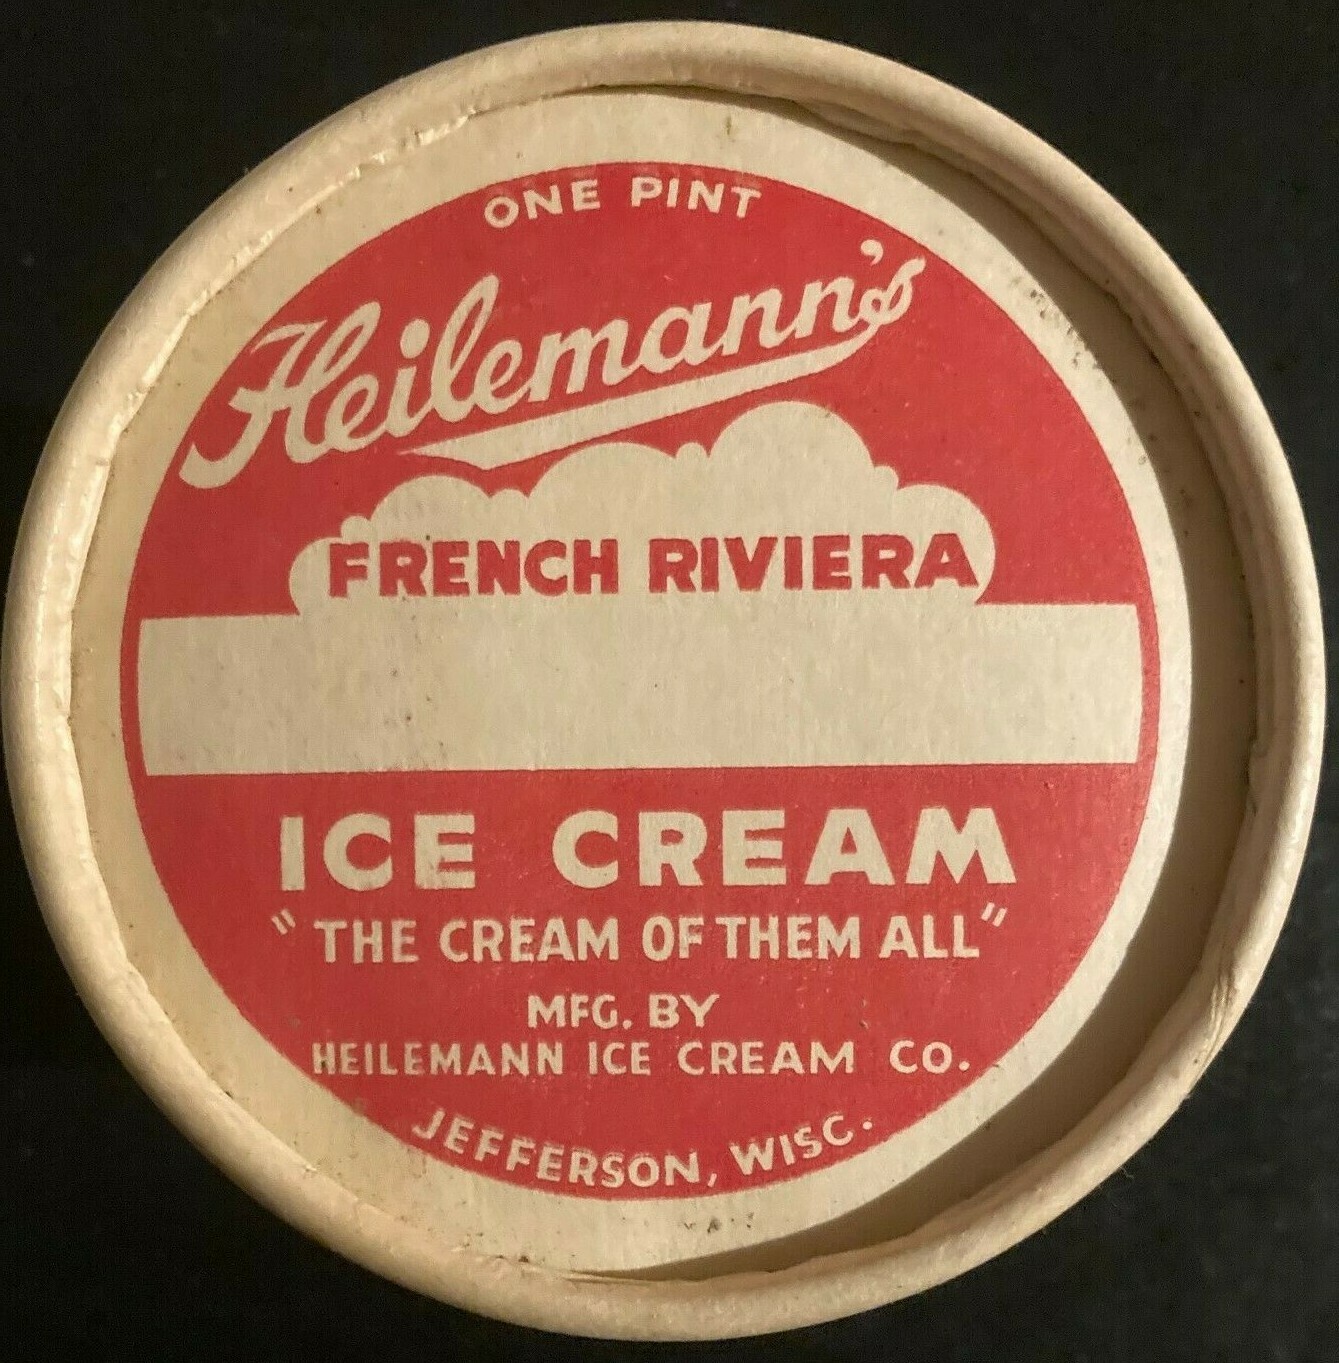 ONE PINT
Heilemann's
FRENCH RIVIERA
ICE CREAM
"THE CREAM OF THEM ALL"
MFG. BY
HEILEMANN ICE CREAM CO.
JEFFERSON, WISC.